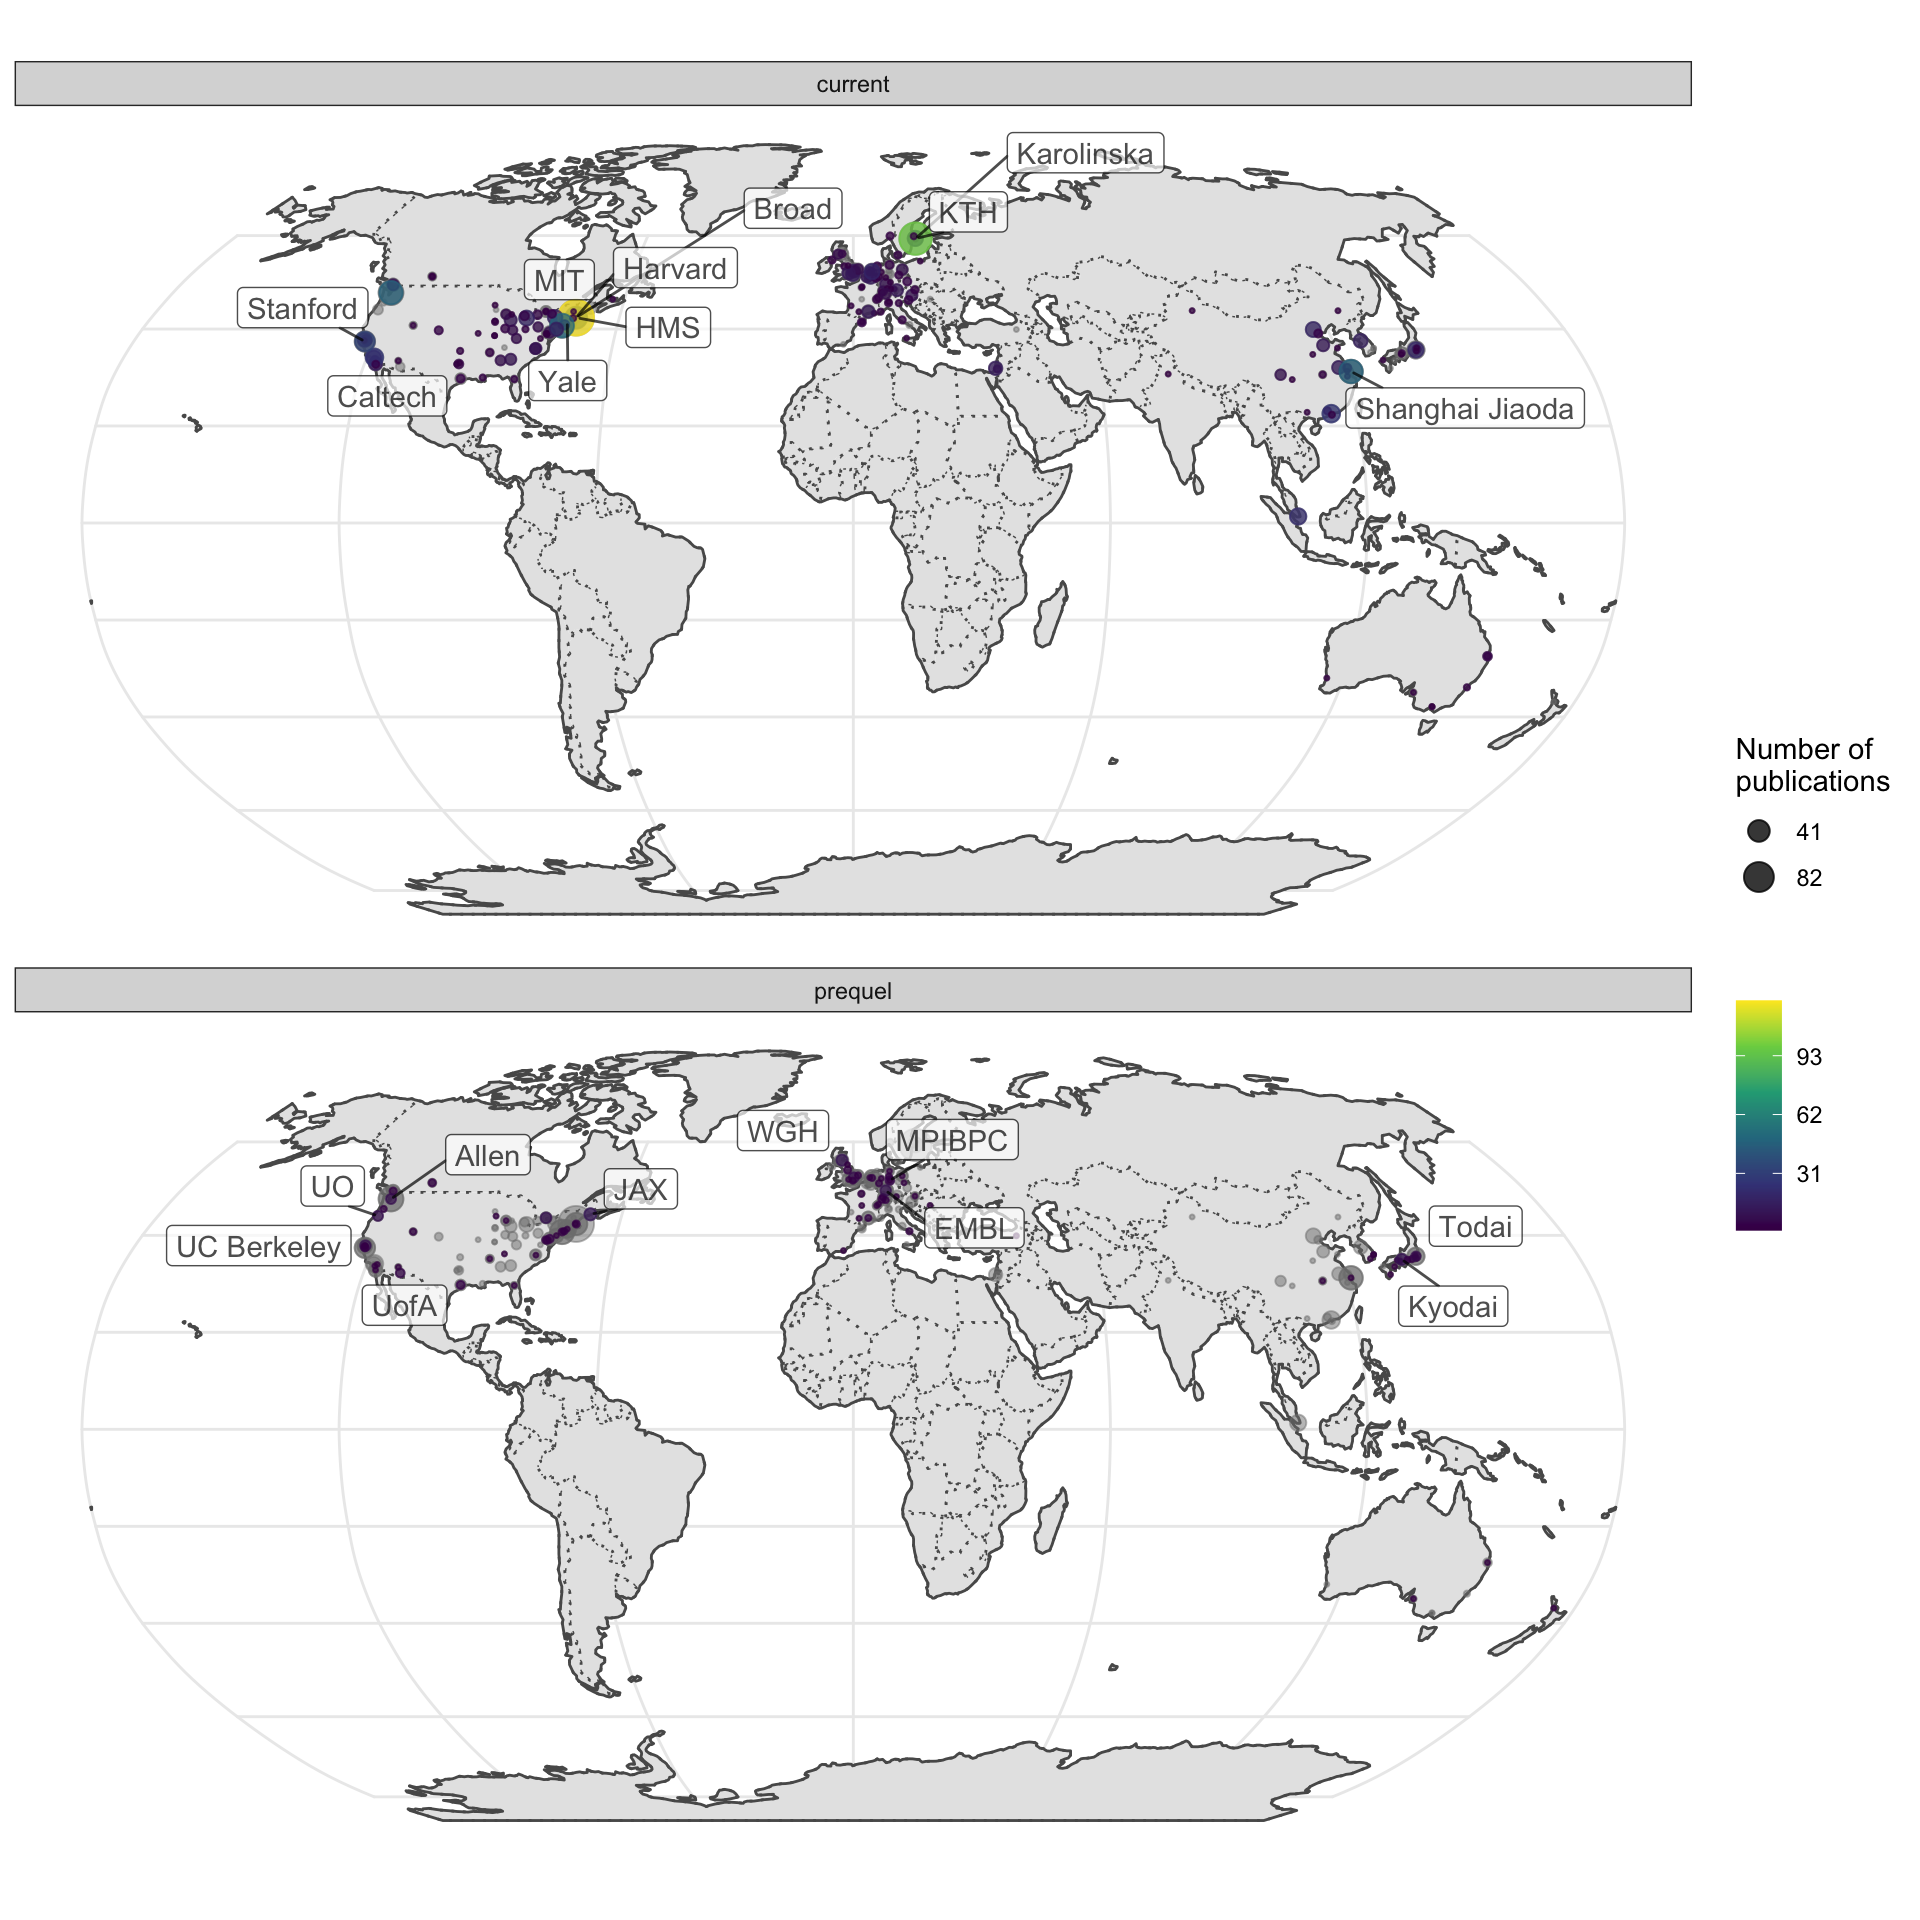 current
Karolinska
Broad
KTH
Harvard
MIT
Stanford
HMS
Yale
Caltech
Shanghai Jiaoda
Number of
publications
41
82
prequel
93
62
31
WGH
MPIBPC
Allen
UO
JAX
Todai
EMBL
UC Berkeley
UofA
Kyodai